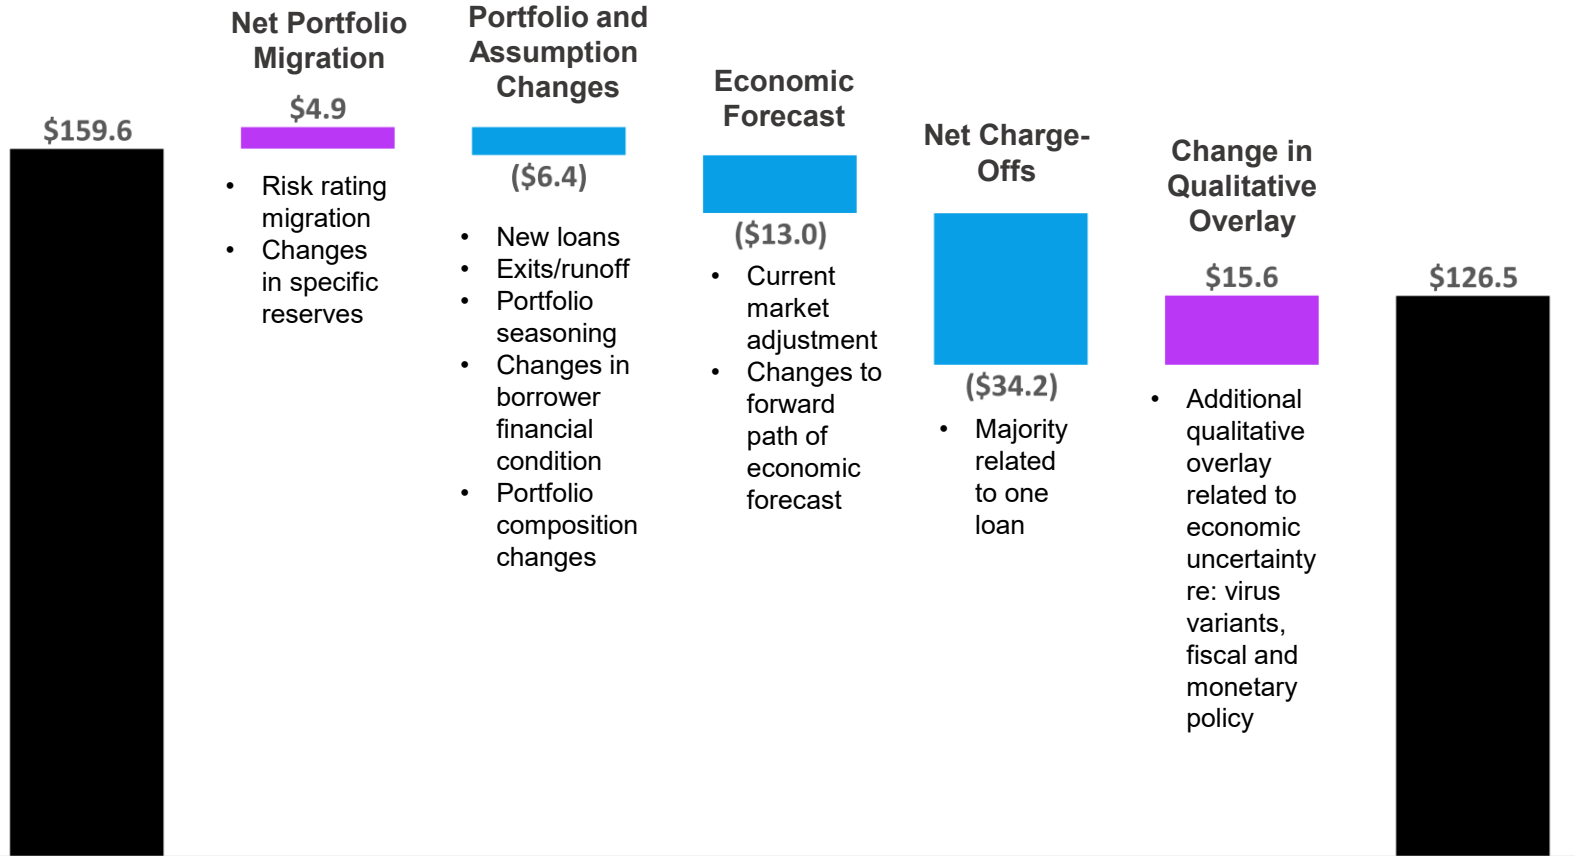 $159.6
Net Portfolio
Migration
$4.9
• Risk rating
migration
• Changes
in specific
reserves
Portfolio and
Assumption
Changes
($6.4)
• New loans
• Exits/runoff
• Portfolio
seasoning
• Changes in
borrower
financial
condition
• Portfolio
composition
changes
Economic
Forecast
($13.0)
• Current
market
adjustment
• Changes to
forward
path of
economic
forecast
Net Charge-
Offs
($34.2)
• Majority
related
to one
loan
Change in
Qualitative
Overlay
$15.6
• Additional
qualitative
overlay
related to
economic
uncertainty
re: virus
variants,
fiscal and
monetary
policy
$126.5